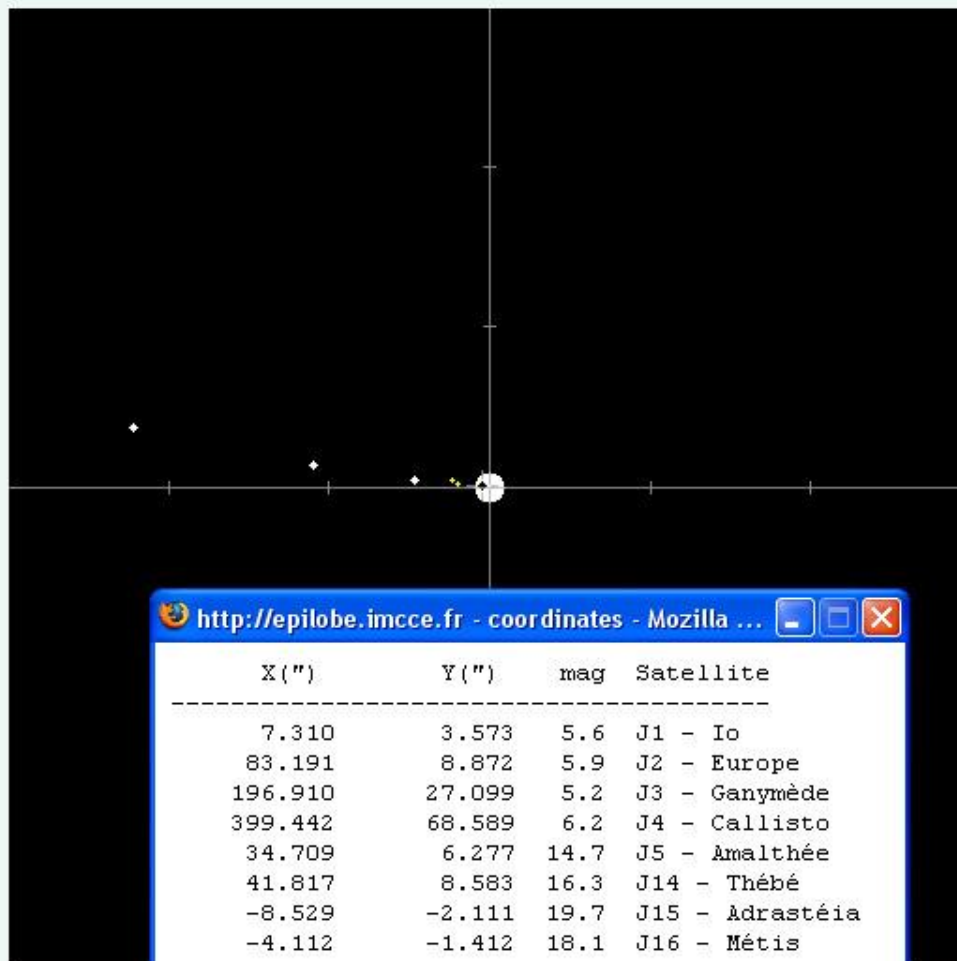 http://epilobe.imcce.fr - coordinates - Mozilla ...
X(") Y(") mag Satellite
----------------------------------------
7.310 3.573 5.6 J1 - Io
83.191 8.872 5.9 J2 - Europe
196.910 27.099 5.2 J3 - Ganymède
399.442 68.589 6.2 J4 - Callisto
34.709 6.277 14.7 J5 - Amalthée
41.817 8.583 16.3 J14 - Thébé
-8.529 -2.111 19.7 J15 - Adrastéia
-4.112 -1.412 18.1 J16 - Métis